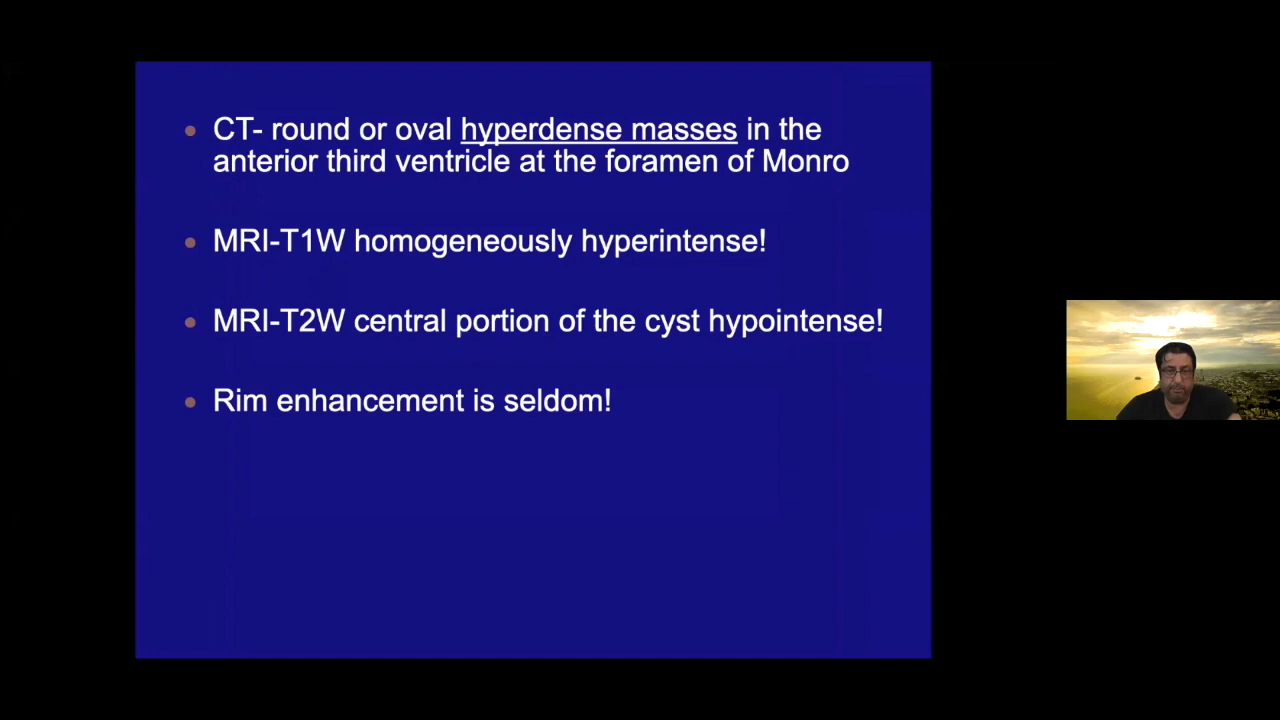 • CT- round or oval hyperdense masses in the
anterior third ventricle at the foramen of Monro
• MRI-T1W homogeneously hyperintense!
• MRI-T2W central portion of the cyst hypointense!
• Rim enhancement is seldom!